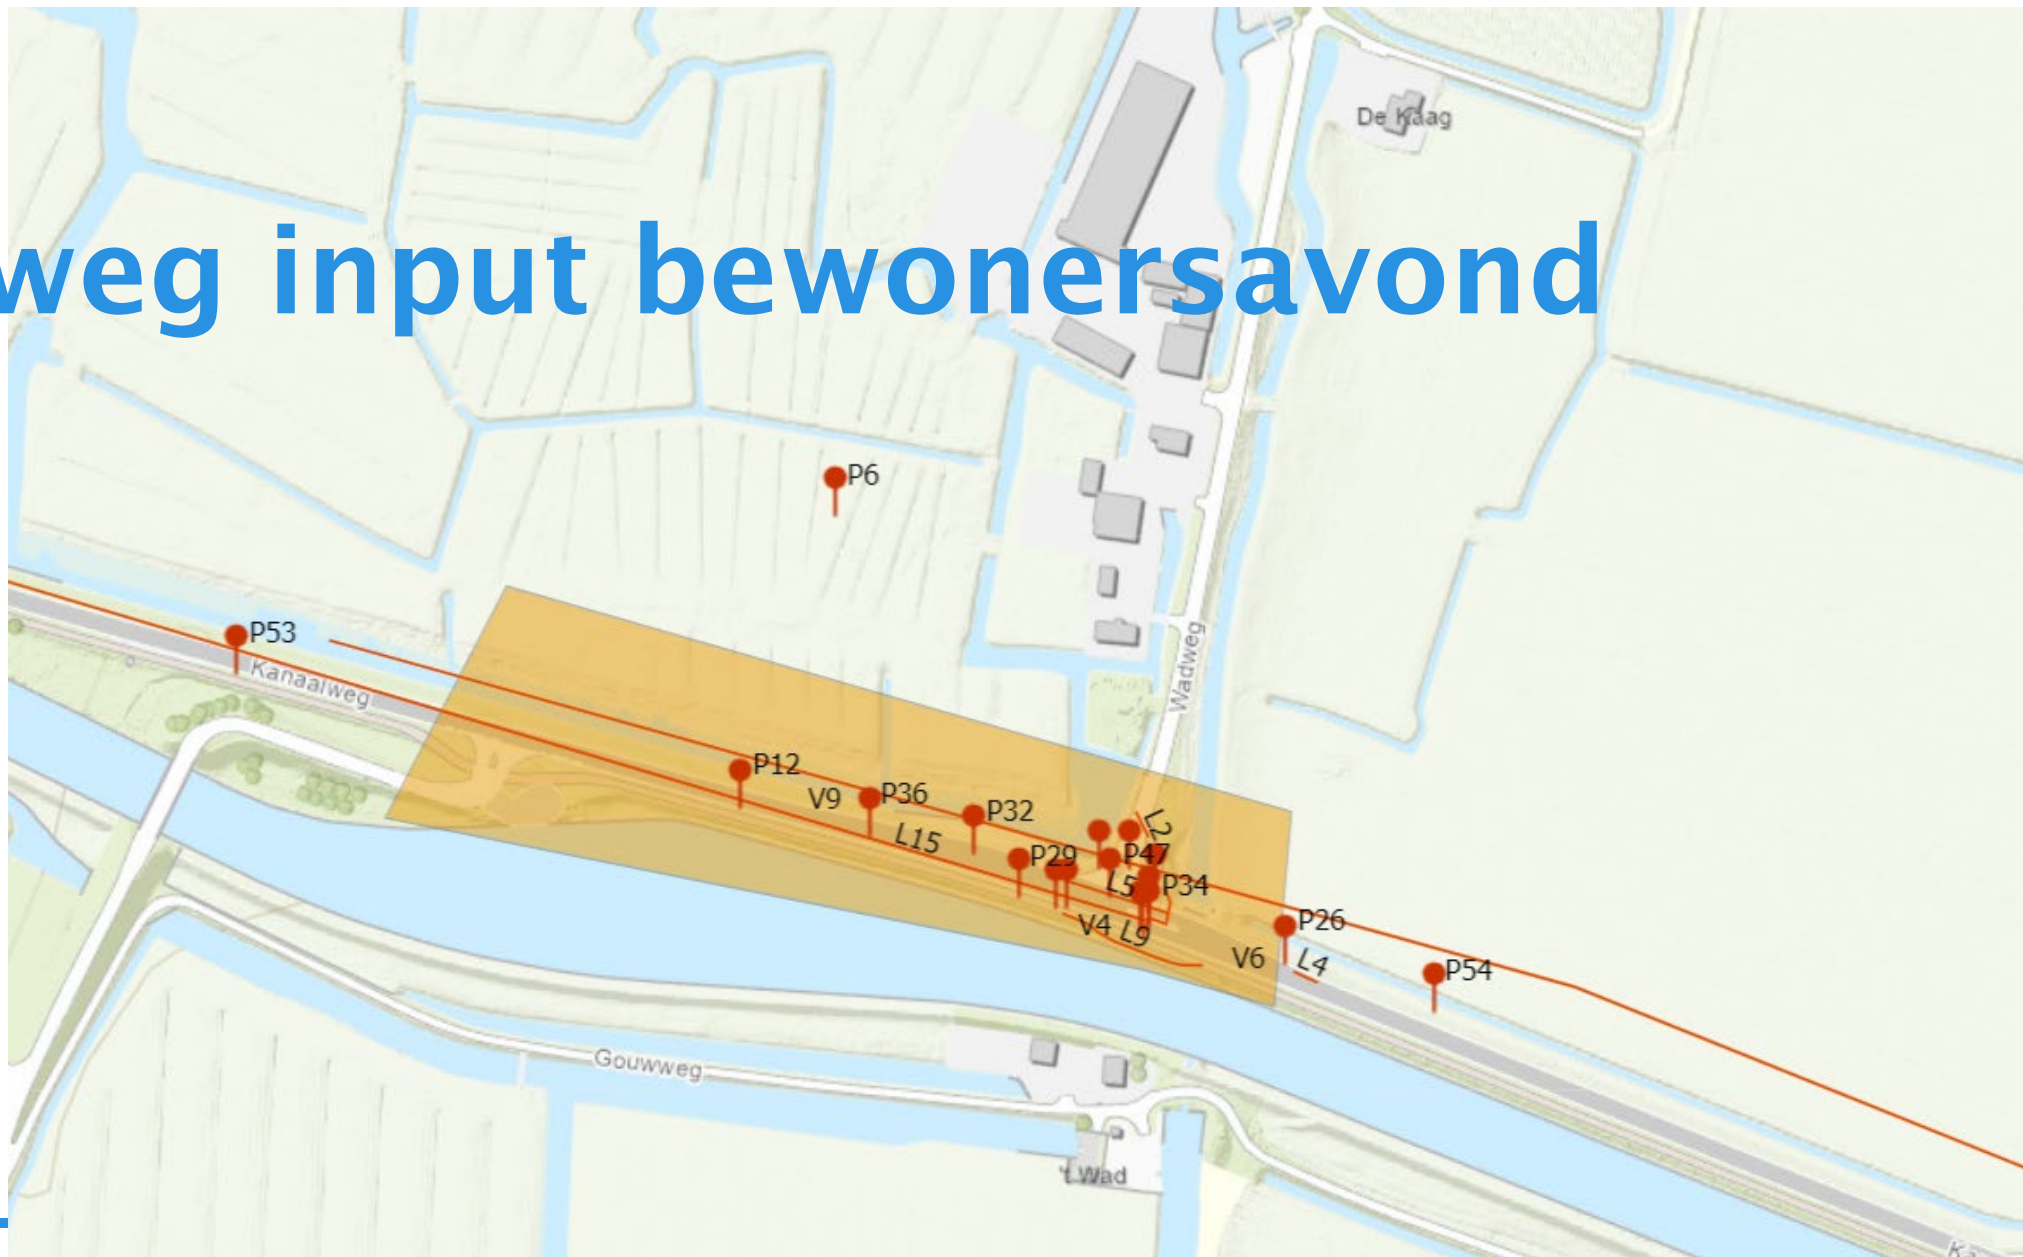 De Kaag
weg input bewonersavond
P6
P53
Kanaalweg
Wadweg
P12
V9
P36
P32
L15
L2
P29
P47
L5
P34
V4
L9
P26
V6
L4
P54
Gouwweg
't Wad